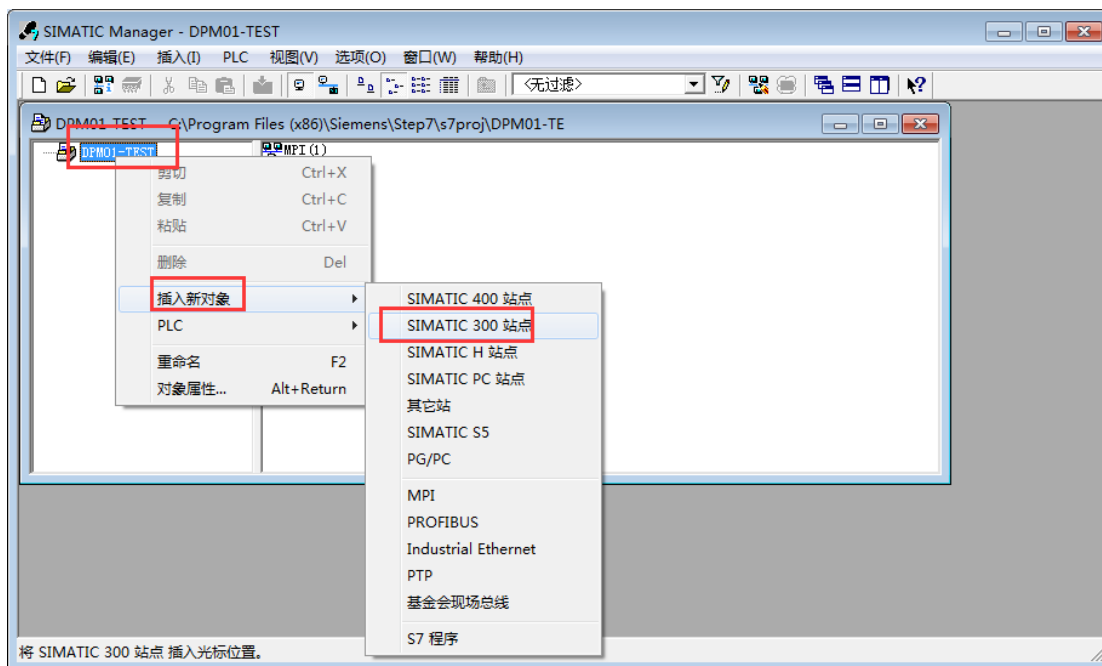 SIMATIC Manager - DPM01-TEST
文件(F) 编辑(E) 插入(I) PLC 视图(V) 选项(O) 窗口(W) 帮助(H)
<无过滤>
DPM01-TEST -- C:\Program Files (x86)\Siemens\Step7\s7proj\DPM01-TE
DPM01-TEST
MPI(1)
剪切 Ctrl+X
复制 Ctrl+C
粘贴 Ctrl+V
删除 Del
插入新对象
PLC
重命名 F2
对象属性... Alt+Return
SIMATIC 400 站点
SIMATIC 300 站点
SIMATIC H 站点
SIMATIC PC 站点
其它站
SIMATIC S5
PG/PC
MPI
PROFIBUS
Industrial Ethernet
PTP
基金会现场总线
S7 程序
将 SIMATIC 300 站点 插入光标位置。